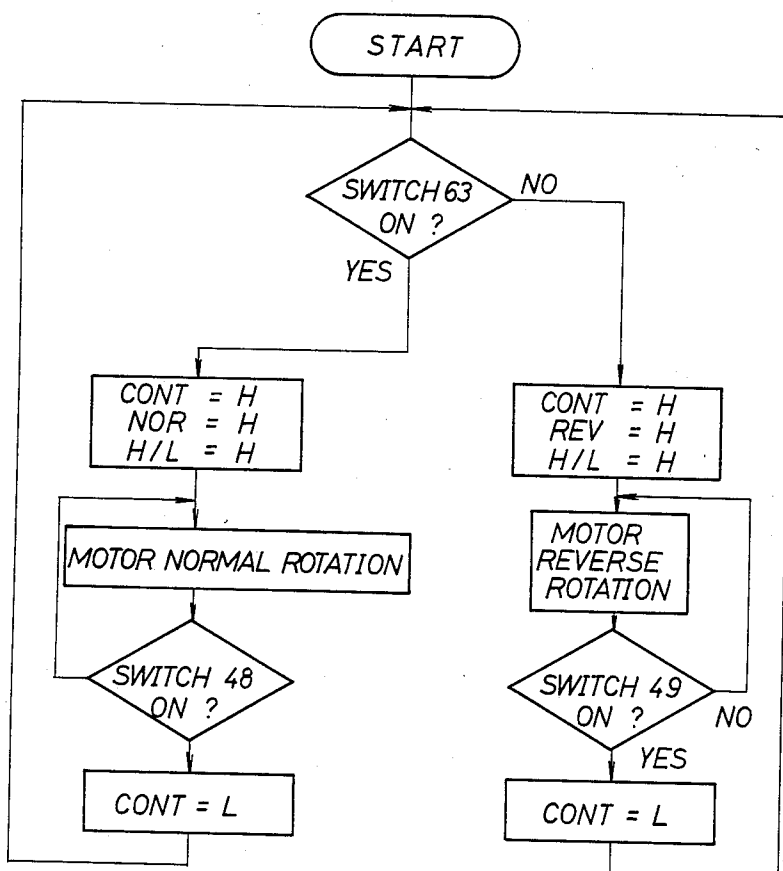 START
SWITCH 63
ON ?
NO
YES
CONT = H
NOR = H
H/L = H
CONT = H
REV = H
H/L = H
MOTOR NORMAL ROTATION
MOTOR
REVERSE
ROTATION
SWITCH 48
ON ?
SWITCH 49
ON ?
NO
YES
CONT = L
CONT = L